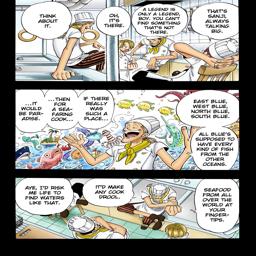 THINK
ABOUT
IT.
OH,
IT'S
THERE.
A LEGEND IS
ONLY A LEGEND,
BOY. YOU CAN'T
FIND SOMETHING
THAT'S NOT
THERE.
THAT'S
SANJI,
ALWAYS
TALKING
BIG.
...IT
WOULD BE
PAR-
ADISE.
...THEN
FOR A
SEA-
FARING
COOK...
IF THERE
REALLY
WAS
SUCH A
PLACE...
EAST BLUE,
WEST BLUE,
NORTH BLUE,
SOUTH BLUE.
ALL BLUE'S
SUPPOSED TO
HAVE EVERY
KIND OF FISH
FROM THE
OTHER
OCEANS.
AYE, I'D RISK
ME LIFE TO
FIND WATERS
LIKE THAT.
IT'D MAKE
ANY COOK
DROOL.
SEAFOOD
FROM ALL
OVER THE
WORLD AT
YOUR
FINGER-
TIPS.